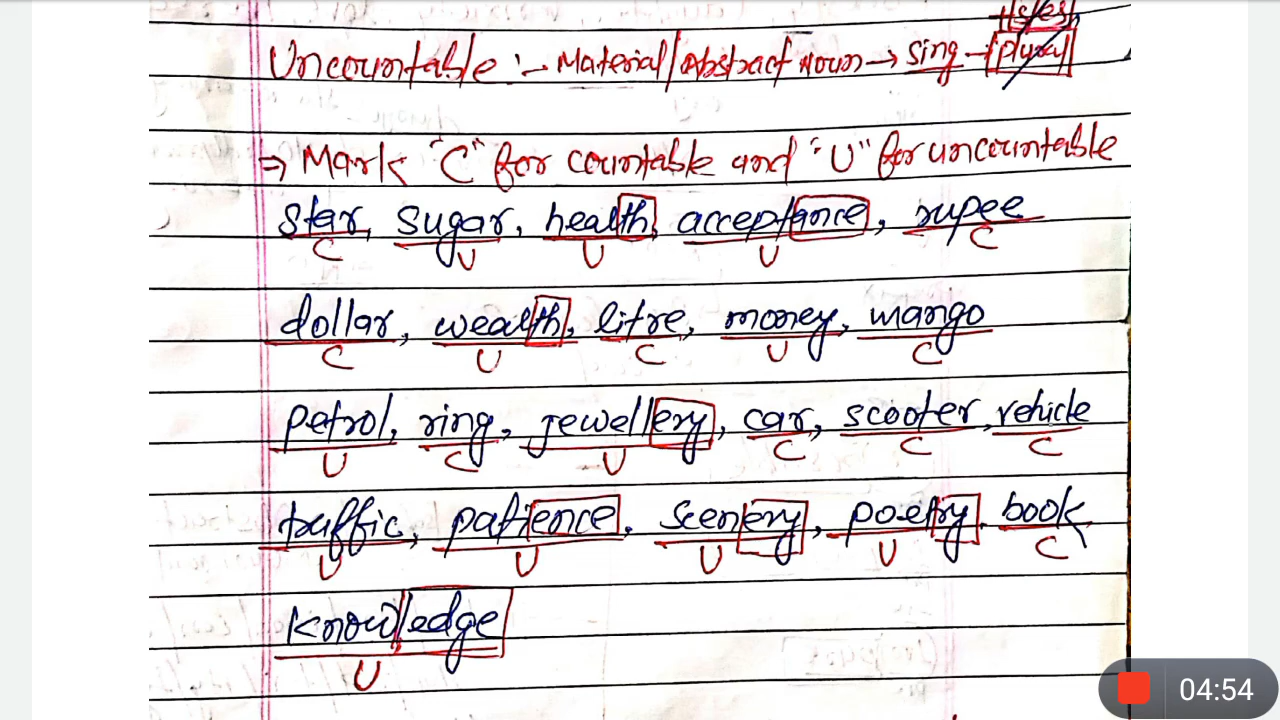 s/es
Uncountable :- Material/Abstract Noun → sing - plural
⇒ Mark "C" for countable and "U" for uncountable
star, sugar, health, acceptance, rupee
C U U U C
dollar, wealth, litre, money, mango
C U C U C
petrol, ring, jewellery, car, scooter, vehicle
U C U C C C
traffic, patience, scenery, poetry, book
U U U U C
knowledge
U
04:54